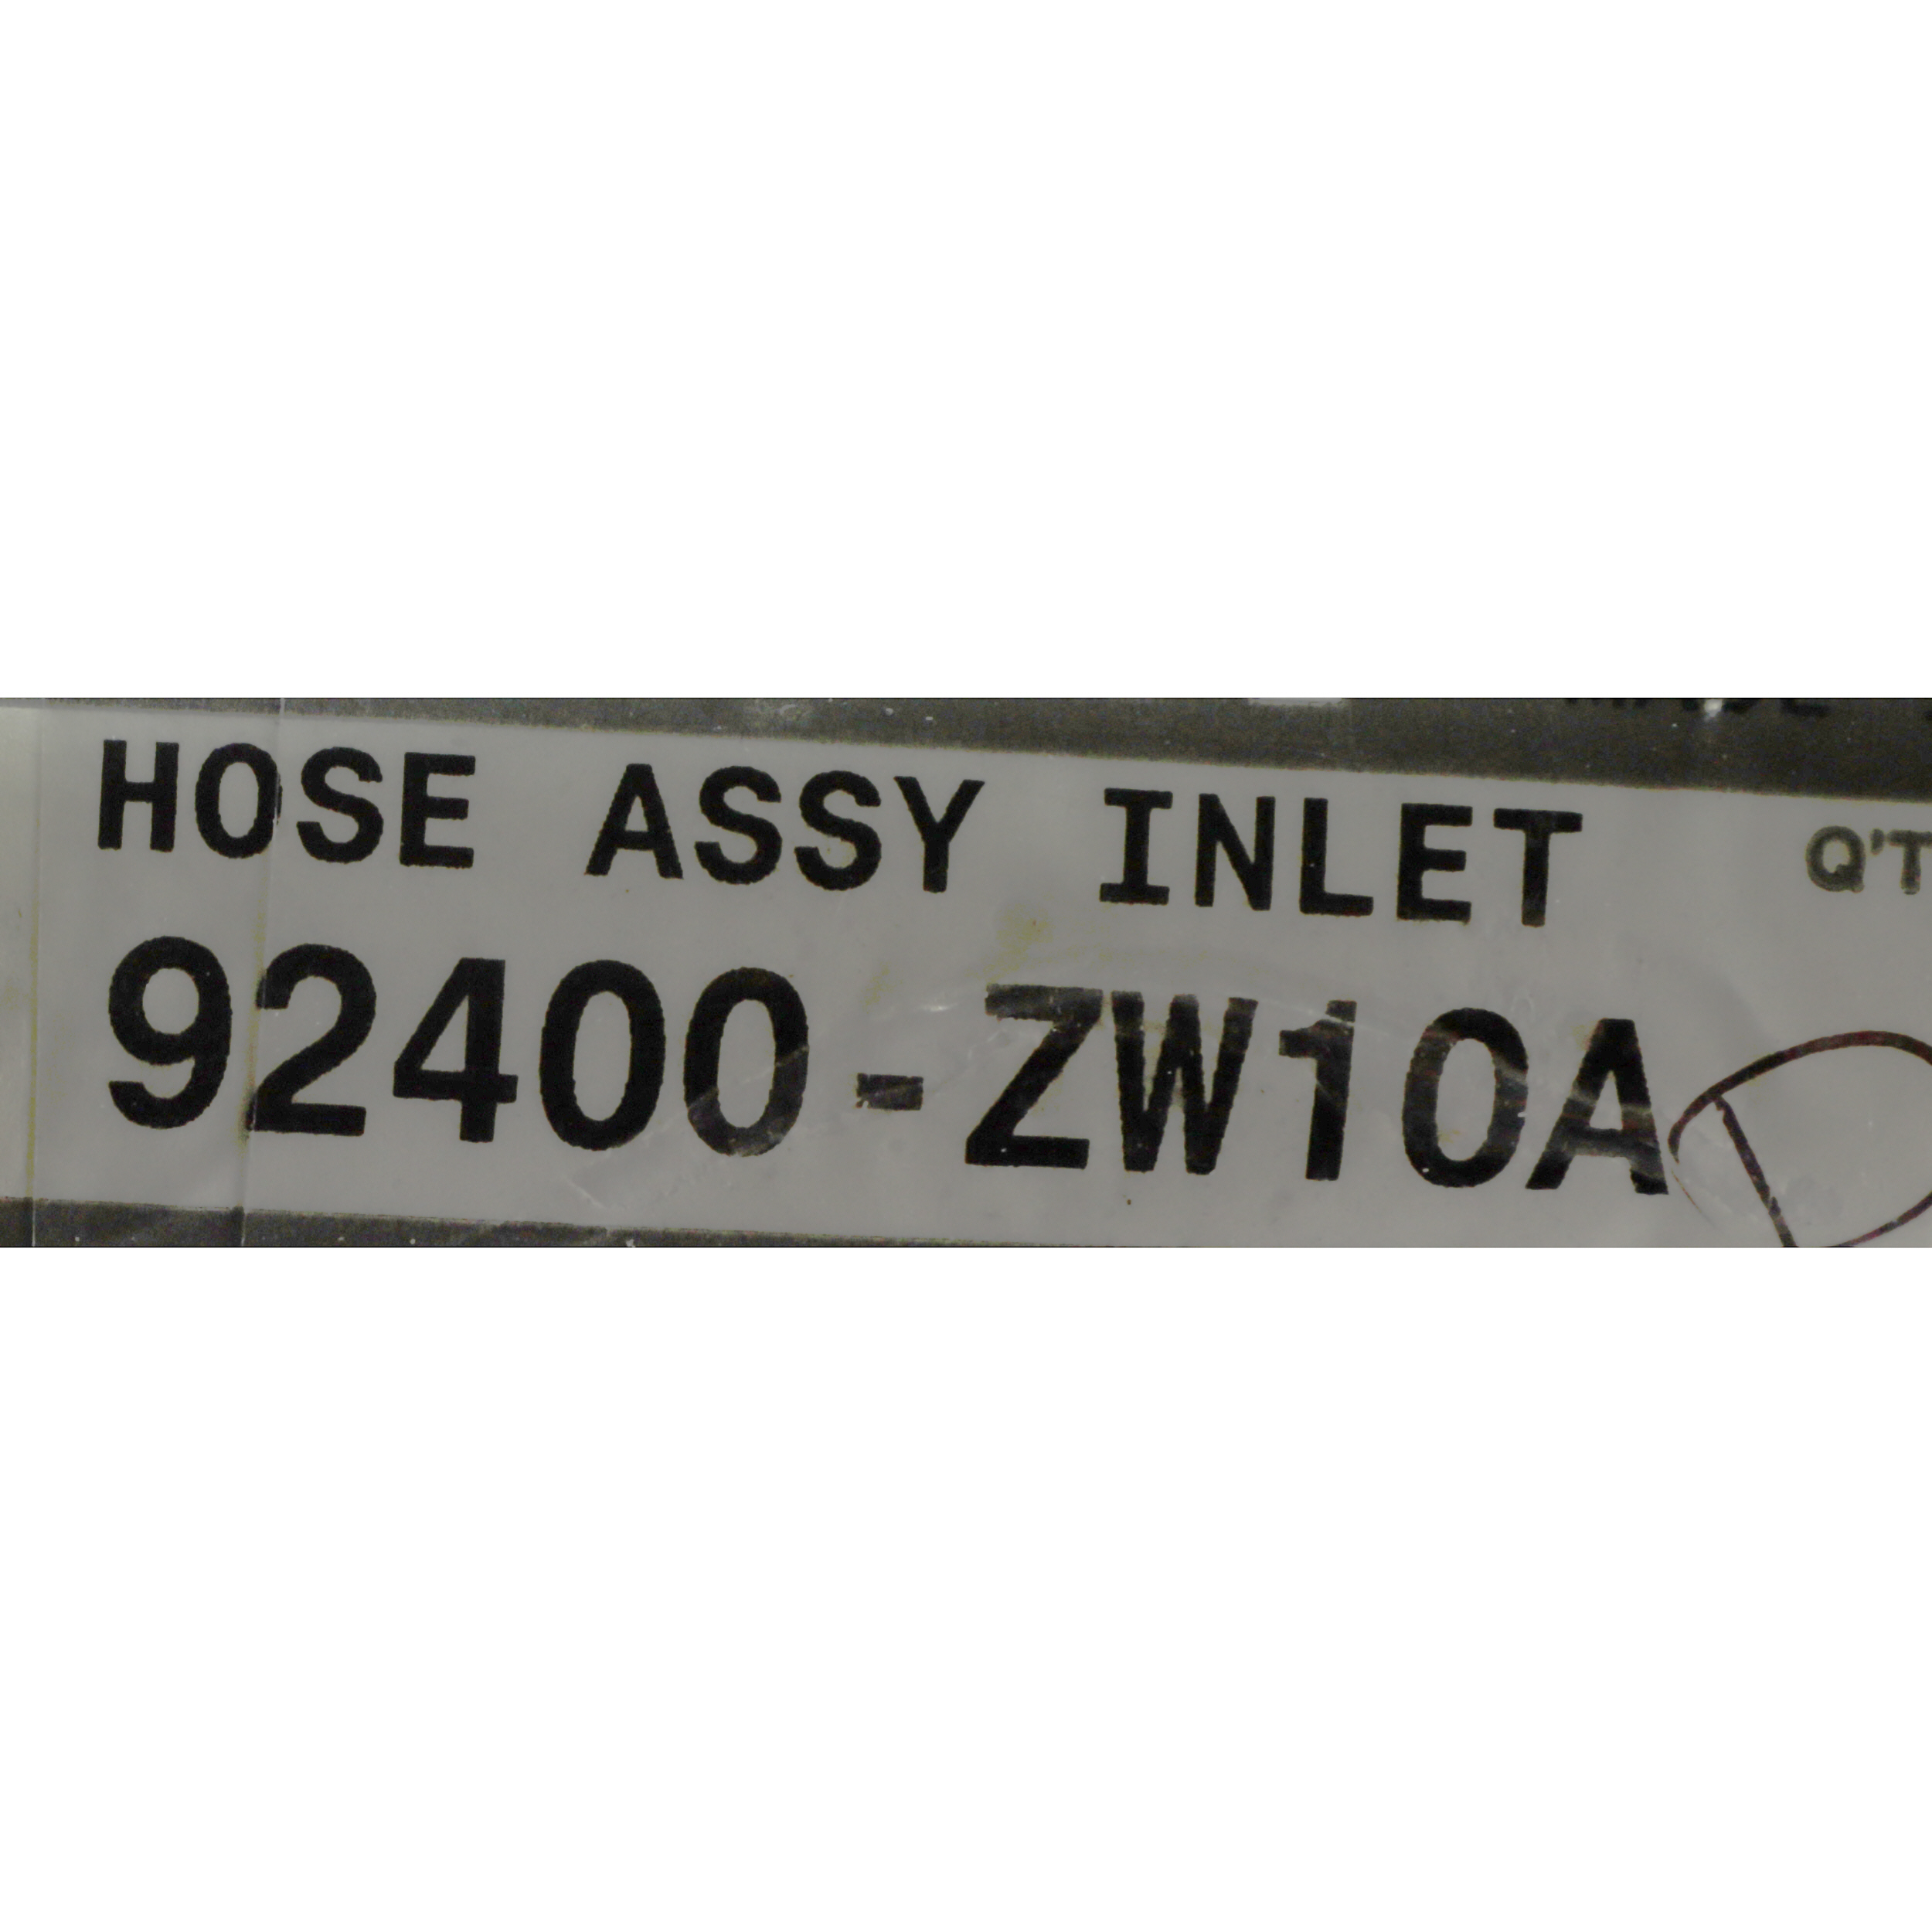 HOSE ASSY INLET
Q'T
92400-ZW10A